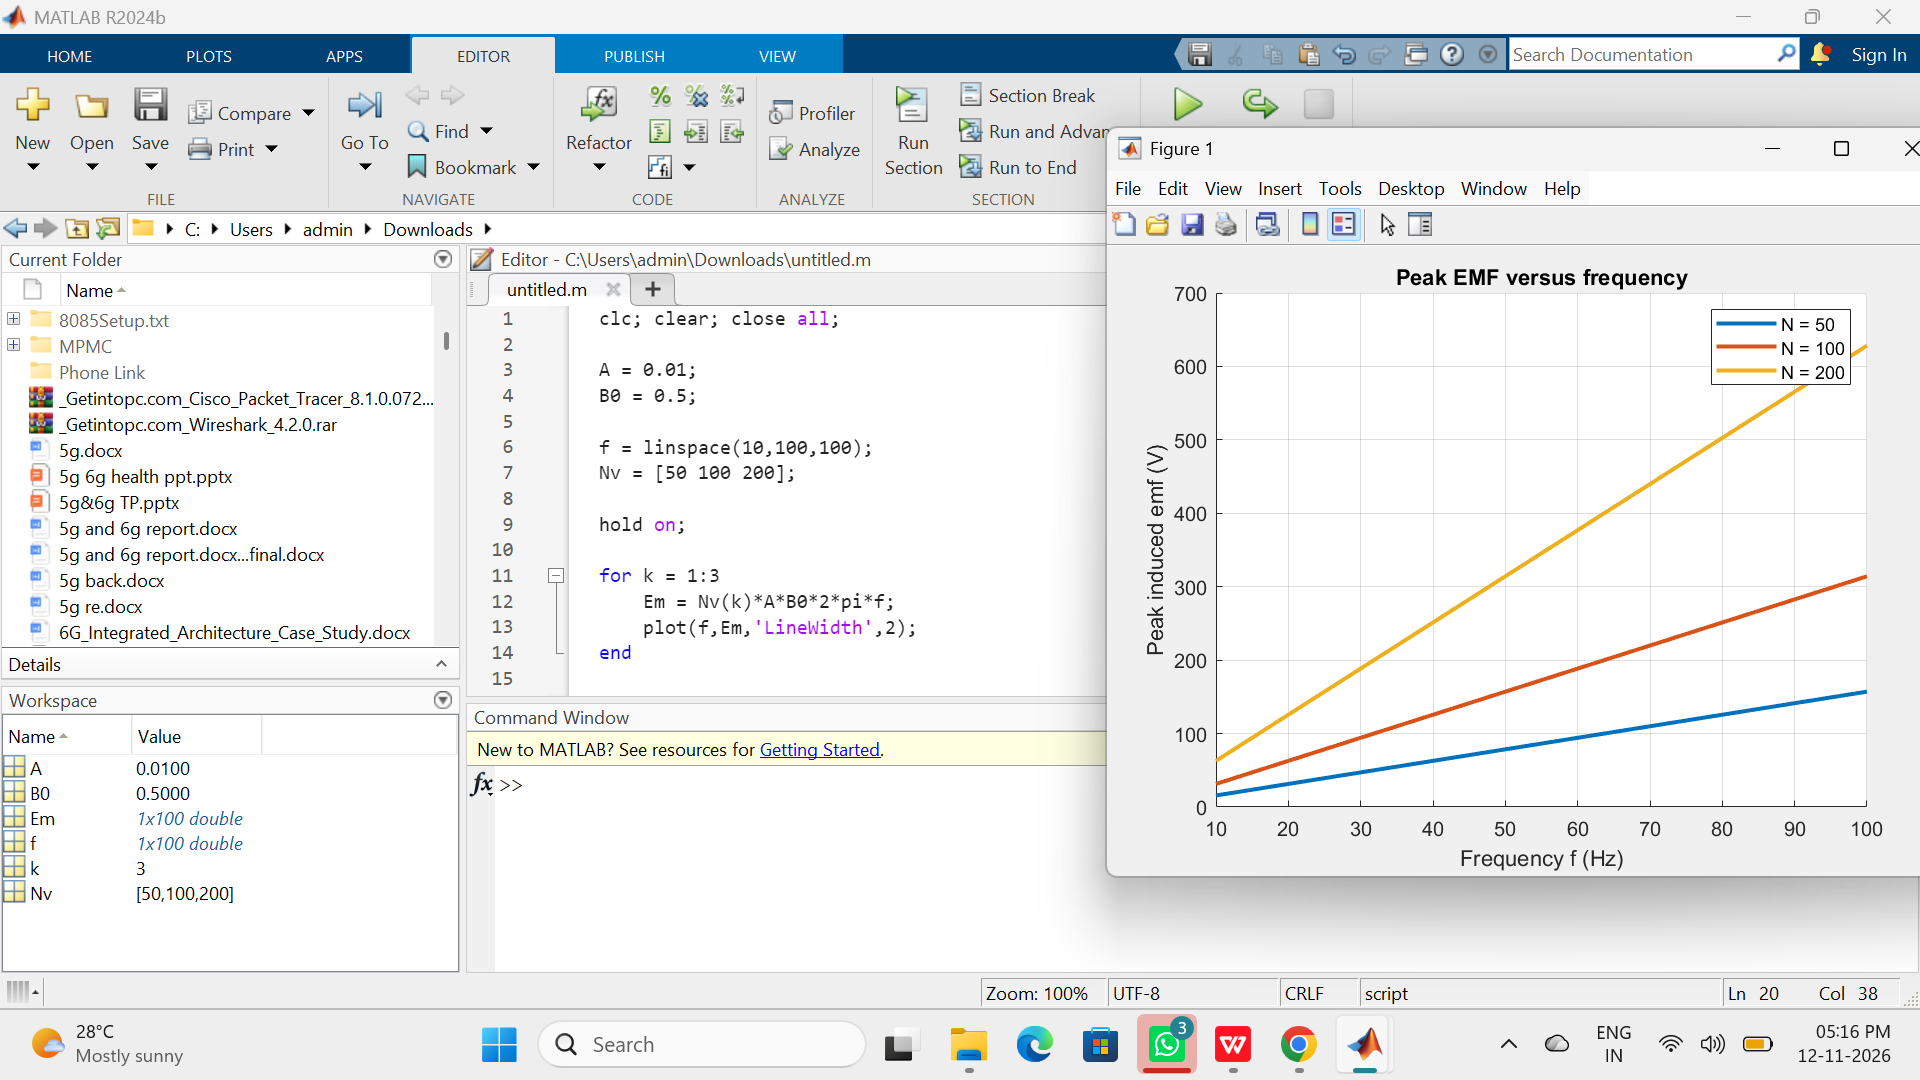 MATLAB R2024b
HOME PLOTS APPS EDITOR PUBLISH VIEW
Search Documentation
Sign In
New Open Save Compare Print
FILE
Go To Find Bookmark
NAVIGATE
Refactor
CODE
Profiler
Analyze
ANALYZE
Run Section
Section Break
Run and Advan
Run to End
SECTION
C: Users admin Downloads
Current Folder
Name
8085Setup.txt
MPMC
Phone Link
_Getintopc.com_Cisco_Packet_Tracer_8.1.0.072...
_Getintopc.com_Wireshark_4.2.0.rar
5g.docx
5g 6g health ppt.pptx
5g&6g TP.pptx
5g and 6g report.docx
5g and 6g report.docx...final.docx
5g back.docx
5g re.docx
6G_Integrated_Architecture_Case_Study.docx
Details
Workspace
Name Value
A 0.0100
B0 0.5000
Em 1x100 double
f 1x100 double
k 3
Nv [50,100,200]
Editor - C:\Users\admin\Downloads\untitled.m
untitled.m
1 clc; clear; close all;
2
3 A = 0.01;
4 B0 = 0.5;
5
6 f = linspace(10,100,100);
7 Nv = [50 100 200];
8
9 hold on;
10
11 for k = 1:3
12 Em = Nv(k)*A*B0*2*pi*f;
13 plot(f,Em,'LineWidth',2);
14 end
15
Command Window
New to MATLAB? See resources for Getting Started.
fx >>
Figure 1
File Edit View Insert Tools Desktop Window Help
Peak EMF versus frequency
N = 50
N = 100
N = 200
Peak induced emf (V)
700
600
500
400
300
200
100
0
10 20 30 40 50 60 70 80 90 100
Frequency f (Hz)
Zoom: 100% UTF-8 CRLF script Ln 20 Col 38
28°C
Mostly sunny
Search
3
ENG
IN
05:16 PM
12-11-2026